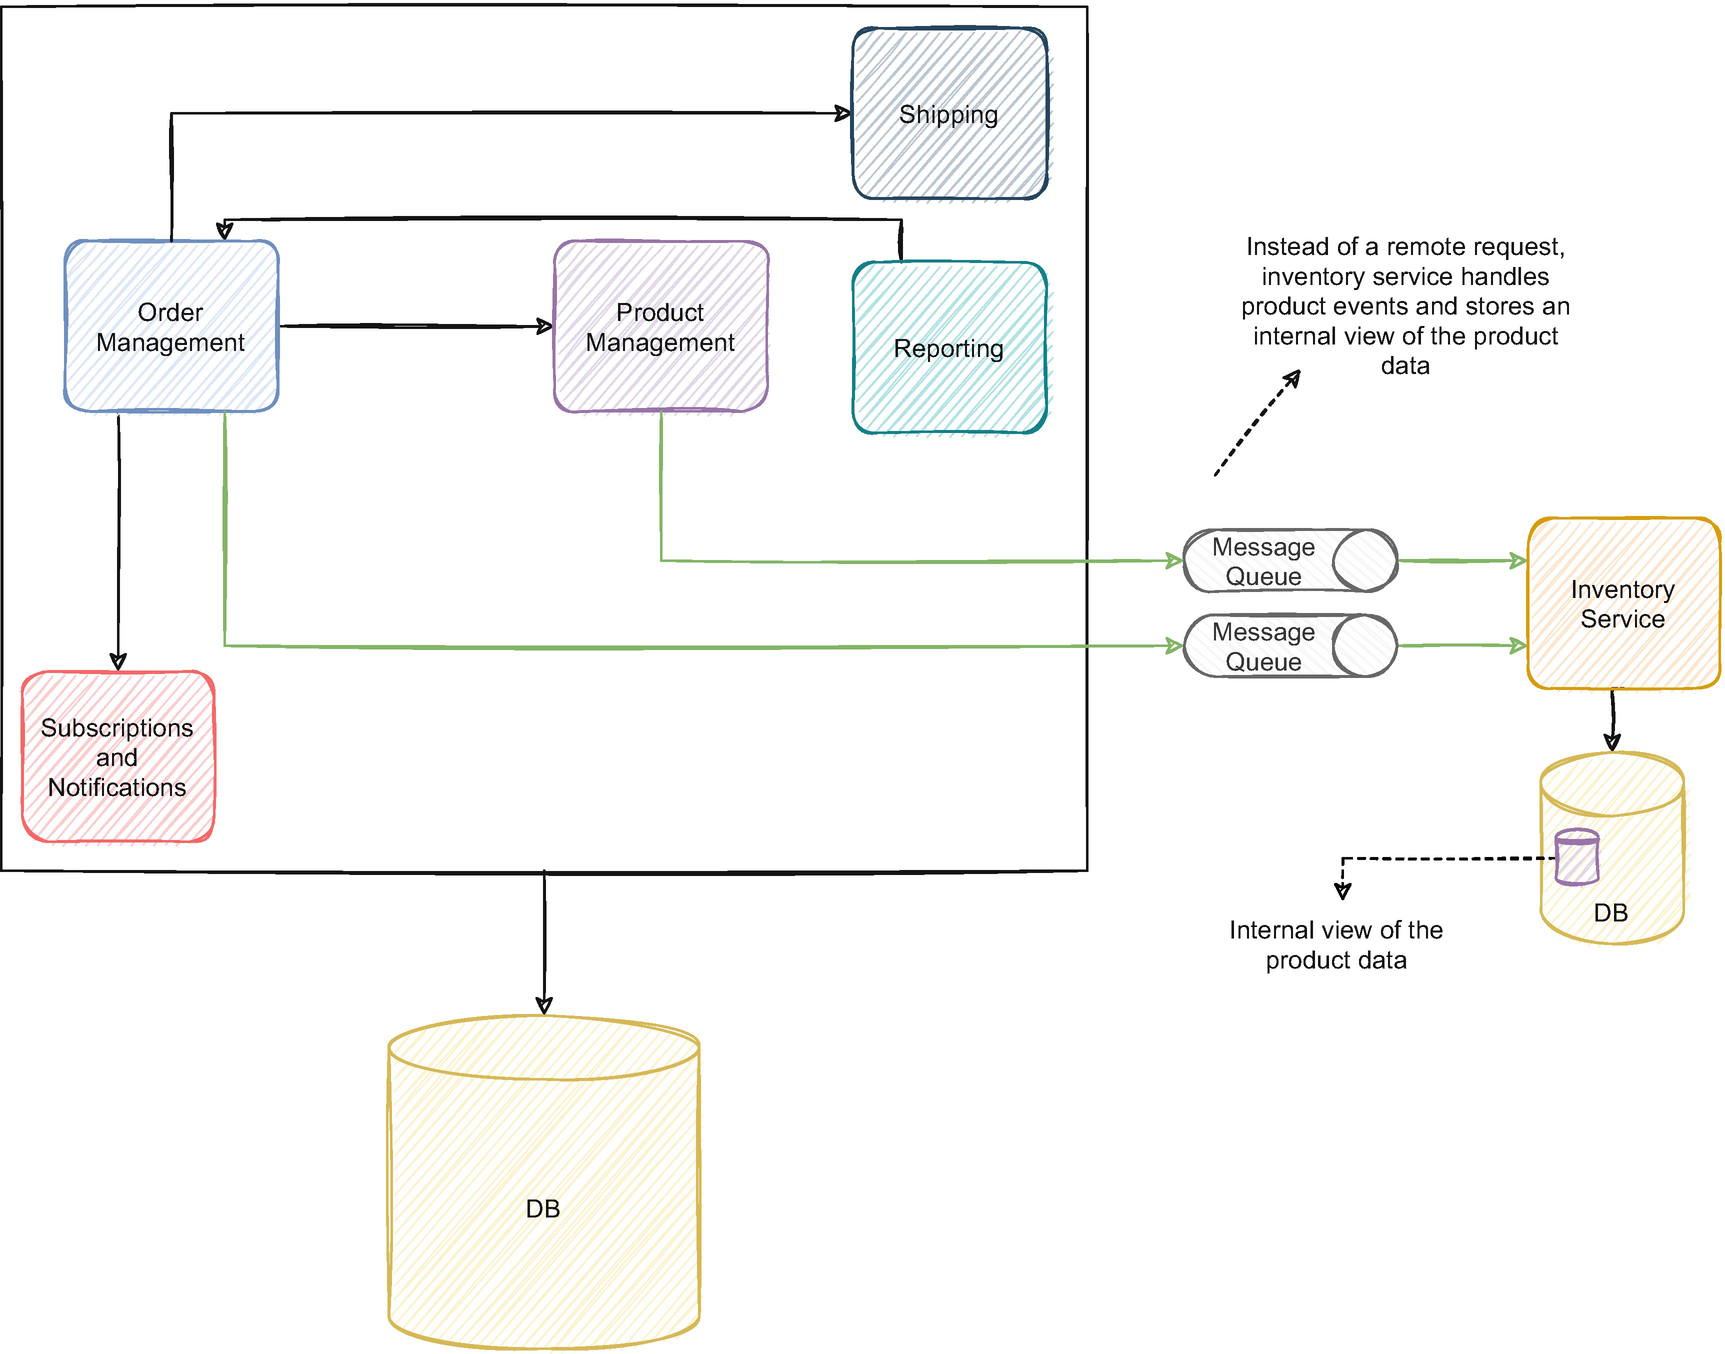 Shipping
Order
Management
Product
Management
Reporting
Instead of a remote request,
inventory service handles
product events and stores an
internal view of the product
data
Message
Queue
Message
Queue
Inventory
Service
Subscriptions
and
Notifications
DB
Internal view of the
product data
DB